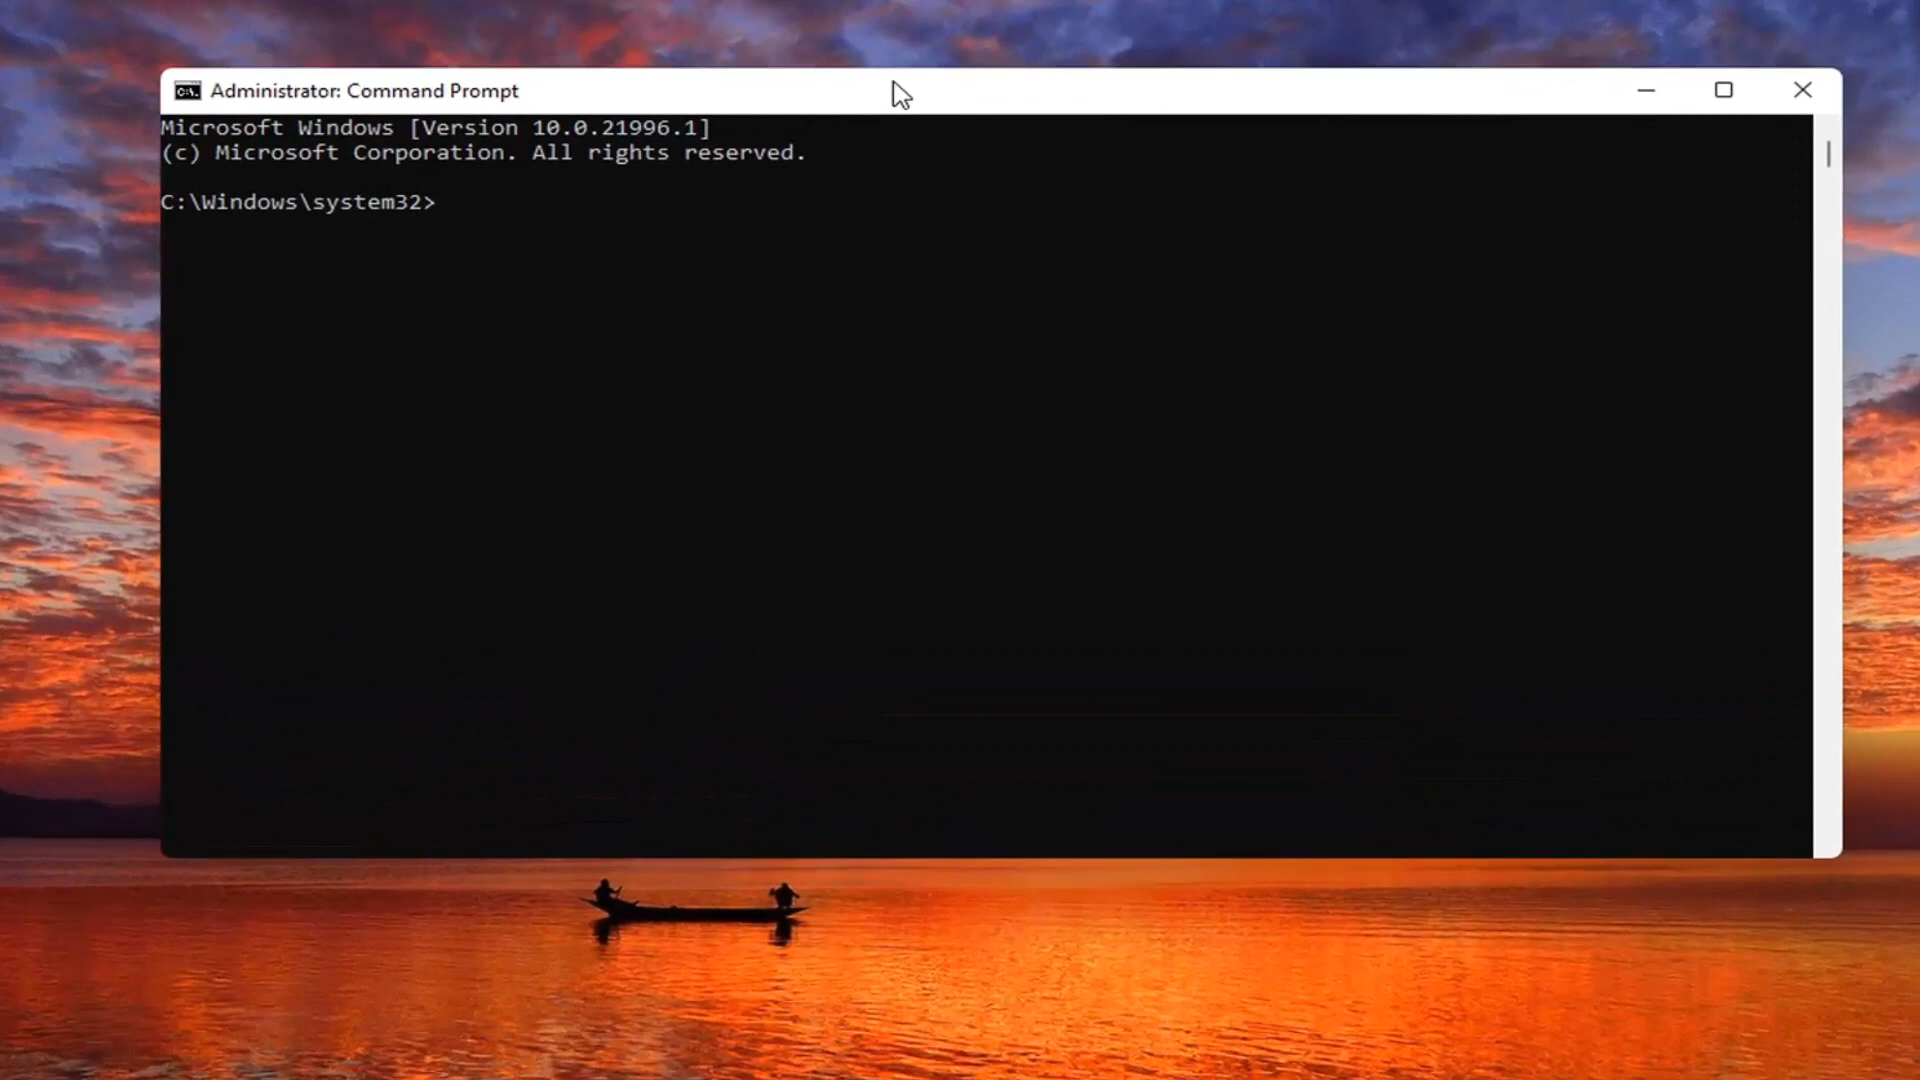 Administrator: Command Prompt
Microsoft Windows [Version 10.0.21996.1]
(c) Microsoft Corporation. All rights reserved.
C:\Windows\system32>